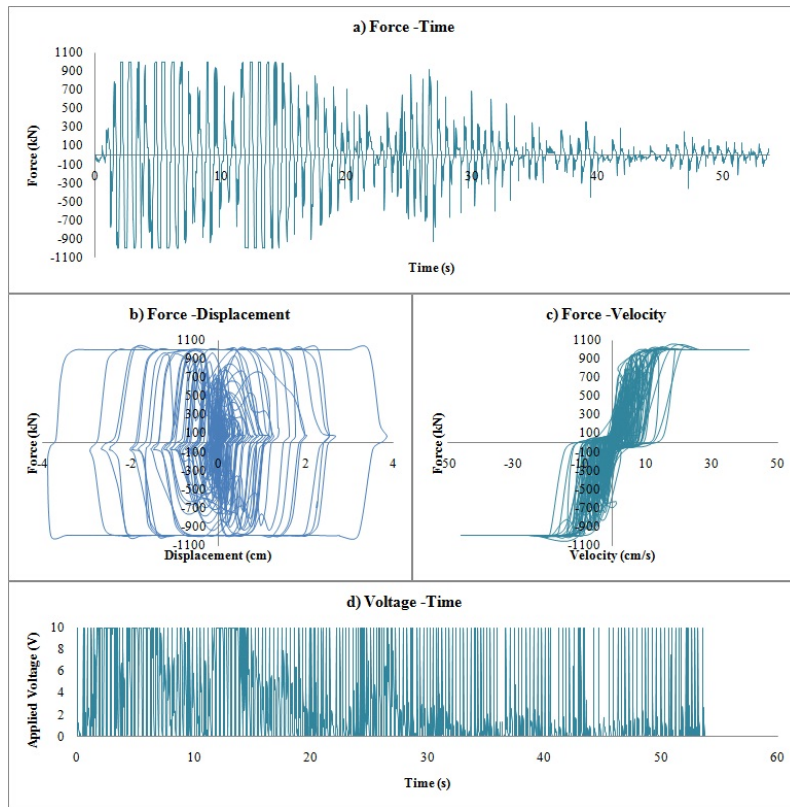 a) Force -Time
1100
900
700
500
300
100
-100
-300
-500
-700
-900
-1100
Force (kN)
0 10 20 30 40 50
Time (s)
b) Force -Displacement
1100
900
700
500
300
100
-100
-300
-500
-700
-900
-1100
Force (kN)
-4 -2 0 2 4
Displacement (cm)
c) Force -Velocity
1100
900
700
500
300
100
-100
-300
-500
-700
-900
-1100
Force (kN)
-50 -30 -10 10 30 50
Velocity (cm/s)
d) Voltage -Time
10
8
6
4
2
0
Applied Voltage (V)
0 10 20 30 40 50 60
Time (s)